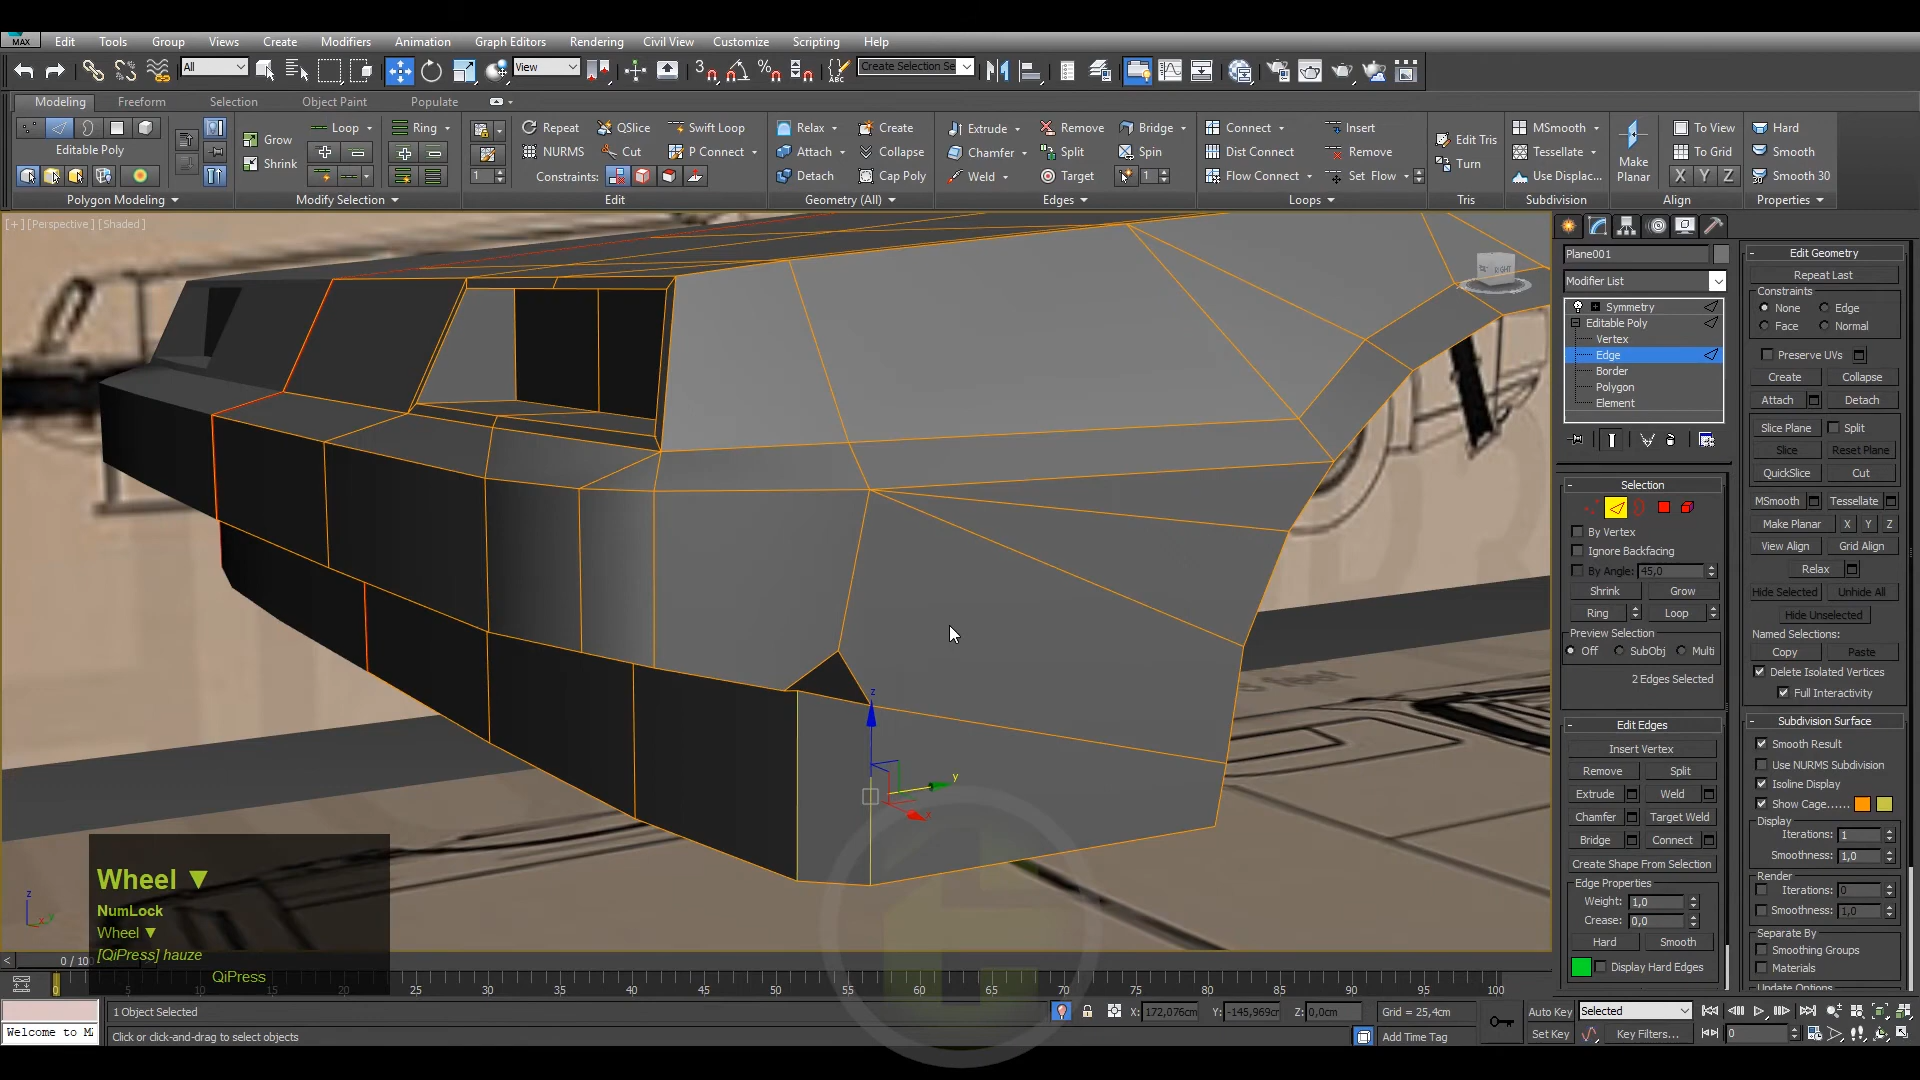 MAX Edit Tools Group Views Create Modifiers Animation Graph Editors Rendering Civil View Customize Scripting Help
All View 3 ABC Create Selection Se
Modeling Freeform Selection Object Paint Populate
Editable Poly
Grow Loop Ring
Shrink
Repeat QSlice Swift Loop
NURMS Cut P Connect
1 Constraints:
Relax Create
Attach Collapse
Detach Cap Poly
Extrude Remove Bridge
Chamfer Split Spin
Weld Target 1
Connect Insert
Dist Connect Remove
Flow Connect Set Flow
Edit Tris
Turn
MSmooth
Tessellate
Use Displac...
Make Planar
To View
To Grid
X Y Z
Hard
Smooth
Smooth 30
Polygon Modeling Modify Selection Edit Geometry (All) Edges Loops Tris Subdivision Align Properties
[+] [Perspective] [Shaded]
RIGHT
z
y
x
Plane001
Modifier List
Symmetry
Editable Poly
Vertex
Edge
Border
Polygon
Element
- Selection
By Vertex
Ignore Backfacing
By Angle: 45,0
Shrink Grow
Ring Loop
Preview Selection
Off SubObj Multi
2 Edges Selected
- Edit Edges
Insert Vertex
Remove Split
Extrude Weld
Chamfer Target Weld
Bridge Connect
Create Shape From Selection
Edge Properties
Weight: 1,0
Crease: 0,0
Hard Smooth
Display Hard Edges
- Edit Geometry
Repeat Last
Constraints
None Edge
Face Normal
Preserve UVs
Create Collapse
Attach Detach
Slice Plane Split
Slice Reset Plane
QuickSlice Cut
MSmooth Tessellate
Make Planar X Y Z
View Align Grid Align
Relax
Hide Selected Unhide All
Hide Unselected
Named Selections:
Copy Paste
Delete Isolated Vertices
Full Interactivity
- Subdivision Surface
Smooth Result
Use NURMS Subdivision
Isoline Display
Show Cage......
Display
Iterations: 1
Smoothness: 1,0
Render
Iterations: 0
Smoothness: 1,0
Separate By
Smoothing Groups
Materials
Update Options
Wheel ▼
NumLock
Wheel ▼
[QiPress] hauze
QiPress
< 0 / 100
0 5 10 15 20 25 30 35 40 45 50 55 60 65 70 75 80 85 90 95 100
1 Object Selected
X: 172,076cm Y: -145,969cm Z: 0,0cm Grid = 25,4cm
Auto Key Selected
Welcome to M
Click or click-and-drag to select objects
Add Time Tag
Set Key Key Filters... 0